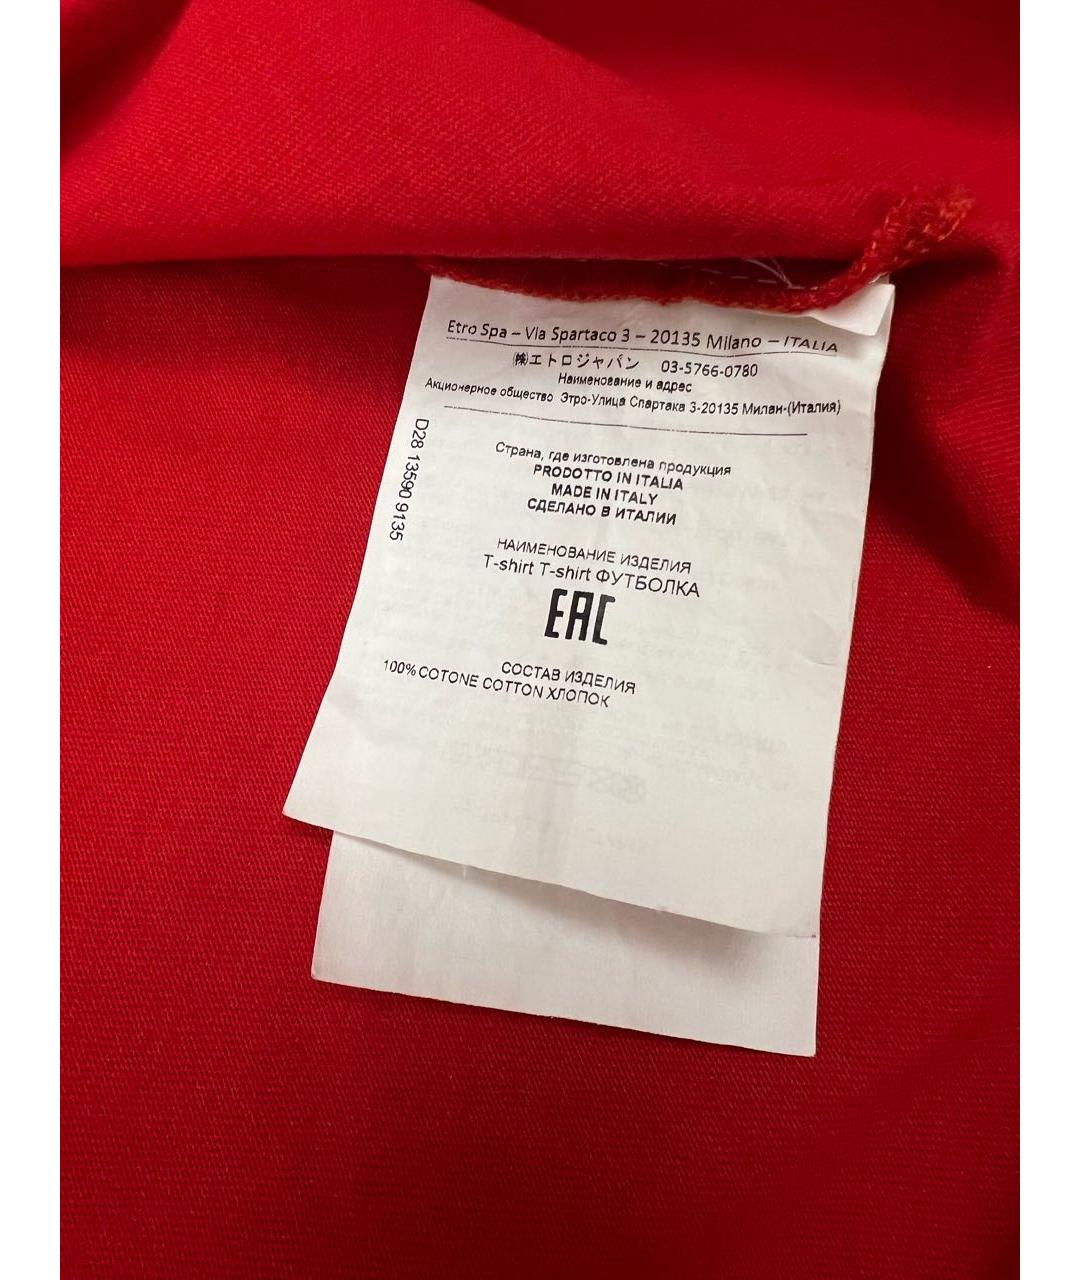 Etro Spa – Via Spartaco 3 – 20135 Milano – ITALIA
㈱エトロジャパン 03-5766-0780
Наименование и адрес
Акционерное общество Этро-Улица Спартака 3-20135 Милан-(Италия)
D28 13590 9135
Страна, где изготовлена продукция
PRODOTTO IN ITALIA
MADE IN ITALY
СДЕЛАНО В ИТАЛИИ
НАИМЕНОВАНИЕ ИЗДЕЛИЯ
T-shirt T-shirt ФУТБОЛКА
EAC
СОСТАВ ИЗДЕЛИЯ
100% COTONE COTTON ХЛОПОК